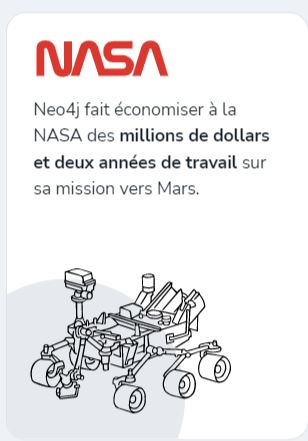 NASA
Neo4j fait économiser à la
NASA des millions de dollars
et deux années de travail sur
sa mission vers Mars.